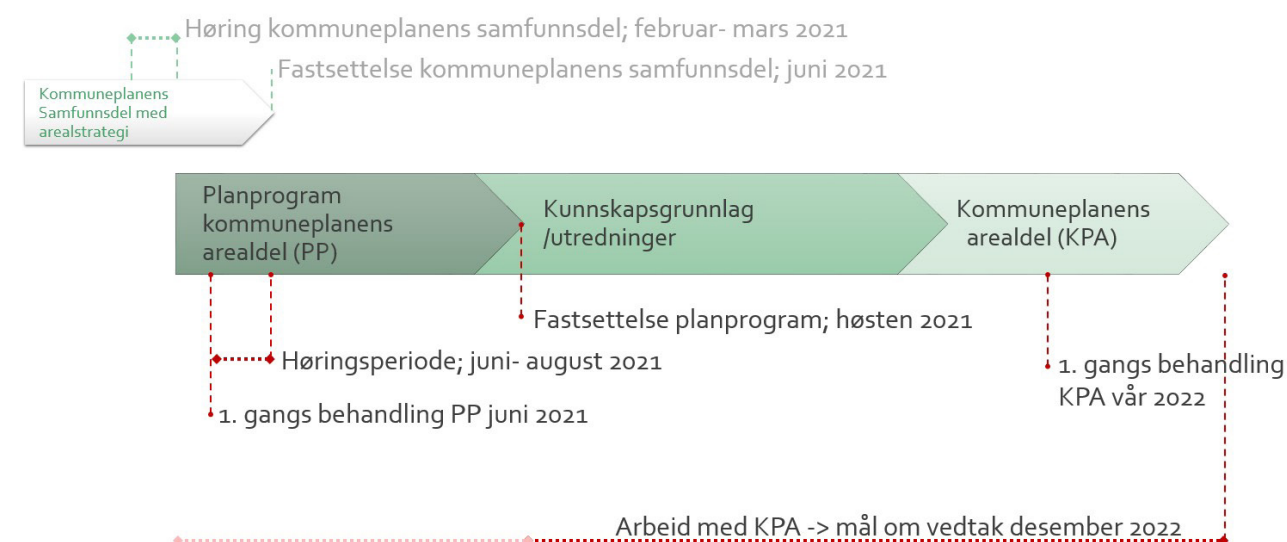 Høring kommuneplanens samfunnsdel; februar- mars 2021
Fastsettelse kommuneplanens samfunnsdel; juni 2021
Kommuneplanens
Samfunnsdel med
arealstrategi
Planprogram
kommuneplanens
arealdel (PP)
Kunnskapsgrunnlag
/utredninger
Kommuneplanens
arealdel (KPA)
Fastsettelse planprogram; høsten 2021
Høringsperiode; juni- august 2021
1. gangs behandling
KPA vår 2022
1. gangs behandling PP juni 2021
Arbeid med KPA -> mål om vedtak desember 2022